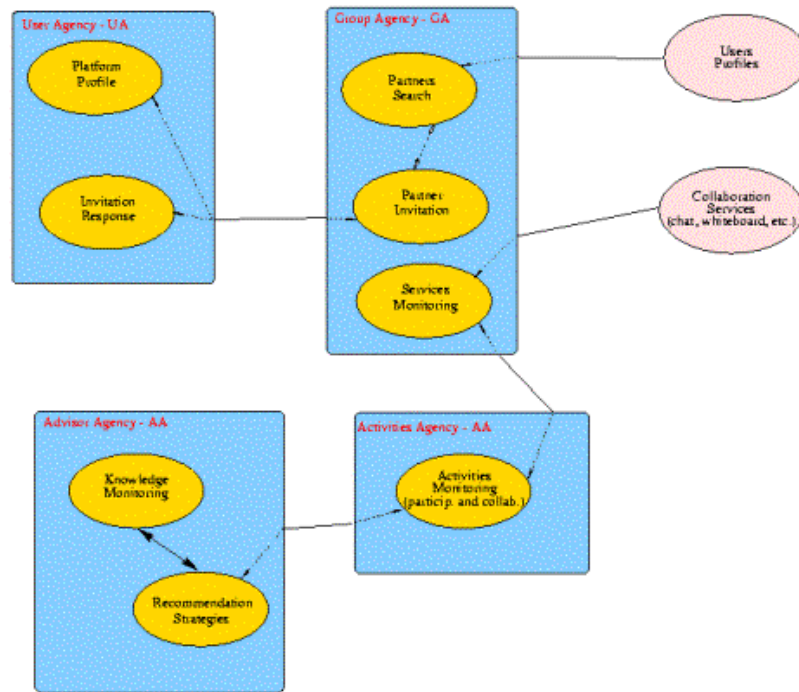 User Agency - UA
Platform
Profile
Invitation
Response
Group Agency - GA
Partners
Search
Partner
Invitation
Services
Monitoring
Users
Profiles
Collaboration
Services
(chat, whiteboard, etc.)
Advisor Agency - AA
Knowledge
Monitoring
Recommendation
Strategies
Activities Agency - AA
Activities
Monitoring
(particip. and collab.)